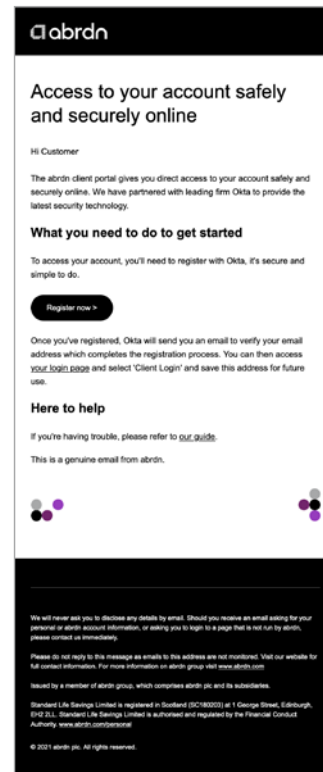 abrdn
Access to your account safely
and securely online
Hi Customer
The abrdn client portal gives you direct access to your account safely and
securely online. We have partnered with leading firm Okta to provide the
latest security technology.
What you need to do to get started
To access your account, you'll need to register with Okta, it's secure and
simple to do.
Register now >
Once you've registered, Okta will send you an email to verify your email
address which completes the registration process. You can then access
your login page and select 'Client Login' and save this address for future
use.
Here to help
If you're having trouble, please refer to our guide.
This is a genuine email from abrdn.
We will never ask you to disclose any details by email. Should you receive an email asking for your
personal or abrdn account information, or asking you to login to a page that is not run by abrdn,
please contact us immediately.
Please do not reply to this message as emails to this address are not monitored. Visit our website for
full contact information. For more information on abrdn group visit www.abrdn.com
Issued by a member of abrdn group, which comprises abrdn plc and its subsidiaries.
Standard Life Savings Limited is registered in Scotland (SC180203) at 1 George Street, Edinburgh,
EH2 2LL. Standard Life Savings Limited is authorised and regulated by the Financial Conduct
Authority. www.abrdn.com/personal
© 2021 abrdn plc. All rights reserved.